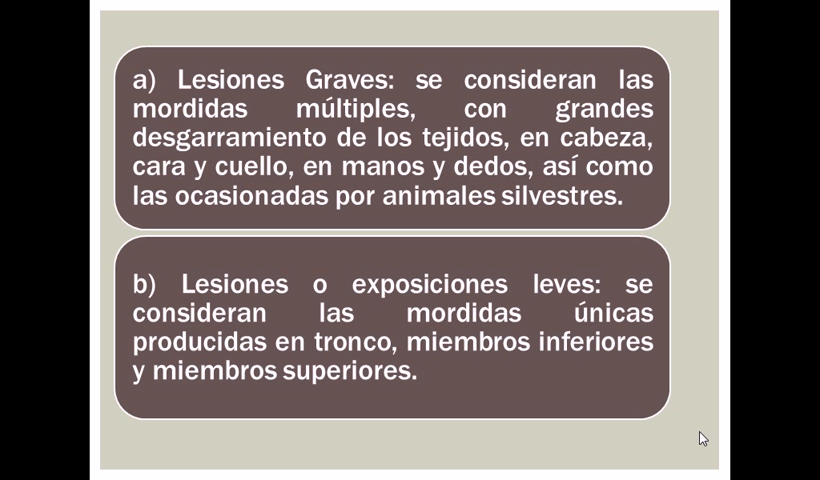 a) Lesiones Graves: se consideran las
mordidas múltiples, con grandes
desgarramiento de los tejidos, en cabeza,
cara y cuello, en manos y dedos, así como
las ocasionadas por animales silvestres.
b) Lesiones o exposiciones leves: se
consideran las mordidas únicas
producidas en tronco, miembros inferiores
y miembros superiores.